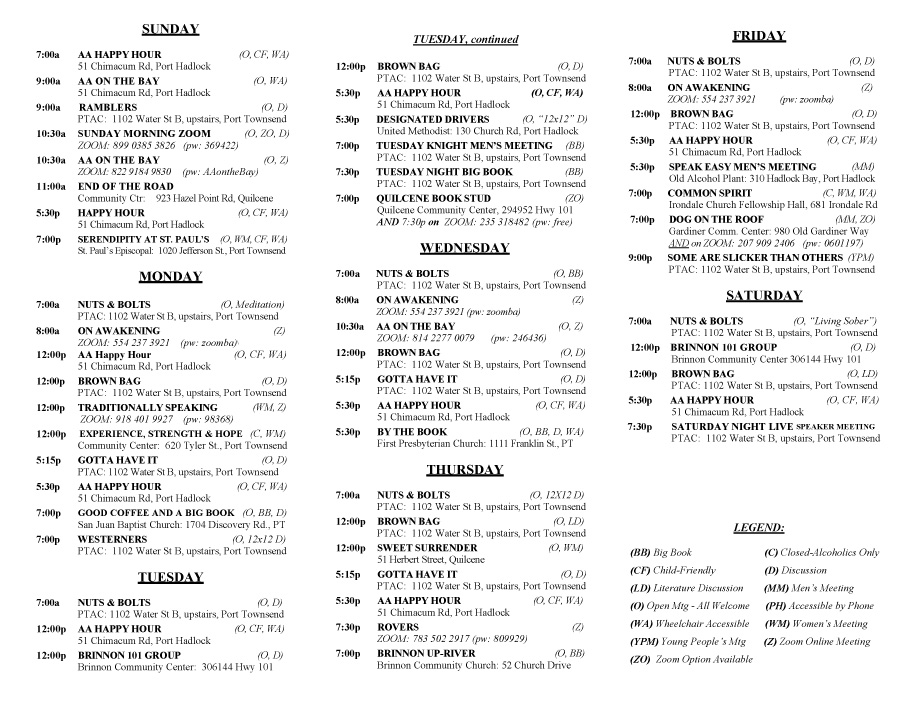 SUNDAY
7:00a AA HAPPY HOUR (O, CF, WA)
51 Chimacum Rd, Port Hadlock
9:00a AA ON THE BAY (O, WA)
51 Chimacum Rd, Port Hadlock
9:00a RAMBLERS (O, D)
PTAC: 1102 Water St B, upstairs, Port Townsend
10:30a SUNDAY MORNING ZOOM (O, ZO, D)
ZOOM: 899 0385 3826 (pw: 369422)
10:30a AA ON THE BAY (O, Z)
ZOOM: 822 9184 9830 (pw: AAontheBay)
11:00a END OF THE ROAD
Community Ctr: 923 Hazel Point Rd, Quilcene
5:30p HAPPY HOUR (O, CF, WA)
51 Chimacum Rd, Port Hadlock
7:00p SERENDIPITY AT ST. PAUL'S (O, WM, CF, WA)
St. Paul's Episcopal: 1020 Jefferson St., Port Townsend
MONDAY
7:00a NUTS & BOLTS (O, Meditation)
PTAC: 1102 Water St B, upstairs, Port Townsend
8:00a ON AWAKENING (Z)
ZOOM: 554 237 3921 (pw: zoomba)
12:00p AA Happy Hour (O, CF, WA)
51 Chimacum Rd, Port Hadlock
12:00p BROWN BAG (O, D)
PTAC: 1102 Water St B, upstairs, Port Townsend
12:00p TRADITIONALLY SPEAKING (WM, Z)
ZOOM: 918 401 9927 (pw: 98368)
12:00p EXPERIENCE, STRENGTH & HOPE (C, WM)
Community Center: 620 Tyler St., Port Townsend
5:15p GOTTA HAVE IT (O, D)
PTAC: 1102 Water St B, upstairs, Port Townsend
5:30p AA HAPPY HOUR (O, CF, WA)
51 Chimacum Rd, Port Hadlock
7:00p GOOD COFFEE AND A BIG BOOK (O, BB, D)
San Juan Baptist Church: 1704 Discovery Rd., PT
7:00p WESTERNERS (O, 12x12 D)
PTAC: 1102 Water St B, upstairs, Port Townsend
TUESDAY
7:00a NUTS & BOLTS (O, D)
PTAC: 1102 Water St B, upstairs, Port Townsend
12:00p AA HAPPY HOUR (O, CF, WA)
51 Chimacum Rd, Port Hadlock
12:00p BRINNON 101 GROUP (O, D)
Brinnon Community Center: 306144 Hwy 101
TUESDAY, continued
12:00p BROWN BAG (O, D)
PTAC: 1102 Water St B, upstairs, Port Townsend
5:30p AA HAPPY HOUR (O, CF, WA)
51 Chimacum Rd, Port Hadlock
5:30p DESIGNATED DRIVERS (O, "12x12" D)
United Methodist: 130 Church Rd, Port Hadlock
7:00p TUESDAY KNIGHT MEN'S MEETING (BB)
PTAC: 1102 Water St B, upstairs, Port Townsend
7:30p TUESDAY NIGHT BIG BOOK (BB)
PTAC: 1102 Water St B, upstairs, Port Townsend
7:00p QUILCENE BOOK STUD (ZO)
Quilcene Community Center, 294952 Hwy 101
AND 7:30p on ZOOM: 235 318482 (pw: free)
WEDNESDAY
7:00a NUTS & BOLTS (O, BB)
PTAC: 1102 Water St B, upstairs, Port Townsend
8:00a ON AWAKENING (Z)
ZOOM: 554 237 3921 (pw: zoomba)
10:30a AA ON THE BAY (O, Z)
ZOOM: 814 2277 0079 (pw: 246436)
12:00p BROWN BAG (O, D)
PTAC: 1102 Water St B, upstairs, Port Townsend
5:15p GOTTA HAVE IT (O, D)
PTAC: 1102 Water St B, upstairs, Port Townsend
5:30p AA HAPPY HOUR (O, CF, WA)
51 Chimacum Rd, Port Hadlock
5:30p BY THE BOOK (O, BB, D, WA)
First Presbyterian Church: 1111 Franklin St., PT
THURSDAY
7:00a NUTS & BOLTS (O, 12X12 D)
PTAC: 1102 Water St B, upstairs, Port Townsend
12:00p BROWN BAG (O, LD)
PTAC: 1102 Water St B, upstairs, Port Townsend
12:00p SWEET SURRENDER (O, WM)
51 Herbert Street, Quilcene
5:15p GOTTA HAVE IT (O, D)
PTAC: 1102 Water St B, upstairs, Port Townsend
5:30p AA HAPPY HOUR (O, CF, WA)
51 Chimacum Rd, Port Hadlock
7:30p ROVERS (Z)
ZOOM: 783 502 2917 (pw: 809929)
7:00p BRINNON UP-RIVER (O, BB)
Brinnon Community Church: 52 Church Drive
FRIDAY
7:00a NUTS & BOLTS (O, D)
PTAC: 1102 Water St B, upstairs, Port Townsend
8:00a ON AWAKENING (Z)
ZOOM: 554 237 3921 (pw: zoomba)
12:00p BROWN BAG (O, D)
PTAC: 1102 Water St B, upstairs, Port Townsend
5:30p AA HAPPY HOUR (O, CF, WA)
51 Chimacum Rd, Port Hadlock
5:30p SPEAK EASY MEN'S MEETING (MM)
Old Alcohol Plant: 310 Hadlock Bay, Port Hadlock
7:00p COMMON SPIRIT (C, WM, WA)
Irondale Church Fellowship Hall, 681 Irondale Rd
7:00p DOG ON THE ROOF (MM, ZO)
Gardiner Comm. Center: 980 Old Gardiner Way
AND on ZOOM: 207 909 2406 (pw: 0601197)
9:00p SOME ARE SLICKER THAN OTHERS (YPM)
PTAC: 1102 Water St B, upstairs, Port Townsend
SATURDAY
7:00a NUTS & BOLTS (O, "Living Sober")
PTAC: 1102 Water St B, upstairs, Port Townsend
12:00p BRINNON 101 GROUP (O, D)
Brinnon Community Center 306144 Hwy 101
12:00p BROWN BAG (O, LD)
PTAC: 1102 Water St B, upstairs, Port Townsend
5:30p AA HAPPY HOUR (O, CF, WA)
51 Chimacum Rd, Port Hadlock
7:30p SATURDAY NIGHT LIVE SPEAKER MEETING
PTAC: 1102 Water St B, upstairs, Port Townsend
LEGEND:
(BB) Big Book (C) Closed-Alcoholics Only
(CF) Child-Friendly (D) Discussion
(LD) Literature Discussion (MM) Men's Meeting
(O) Open Mtg - All Welcome (PH) Accessible by Phone
(WA) Wheelchair Accessible (WM) Women's Meeting
(YPM) Young People's Mtg (Z) Zoom Online Meeting
(ZO) Zoom Option Available